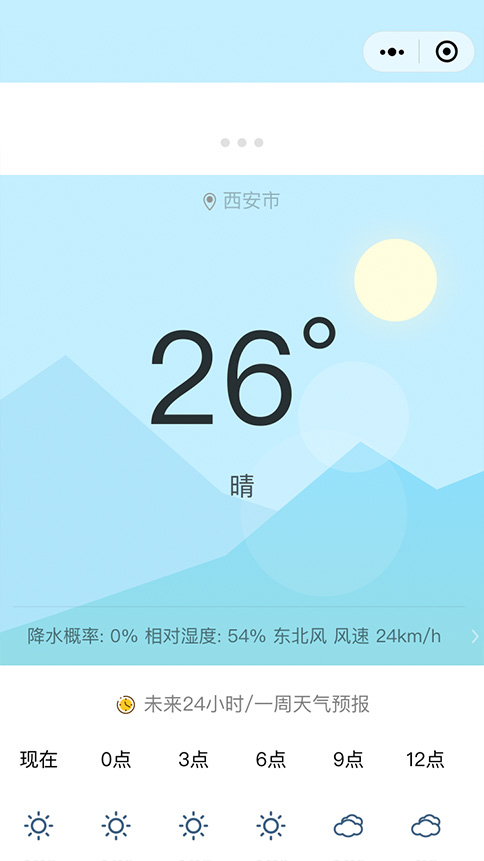 西安市
26°
晴
降水概率: 0% 相对湿度: 54% 东北风 风速 24km/h
未来24小时/一周天气预报
现在 0点 3点 6点 9点 12点